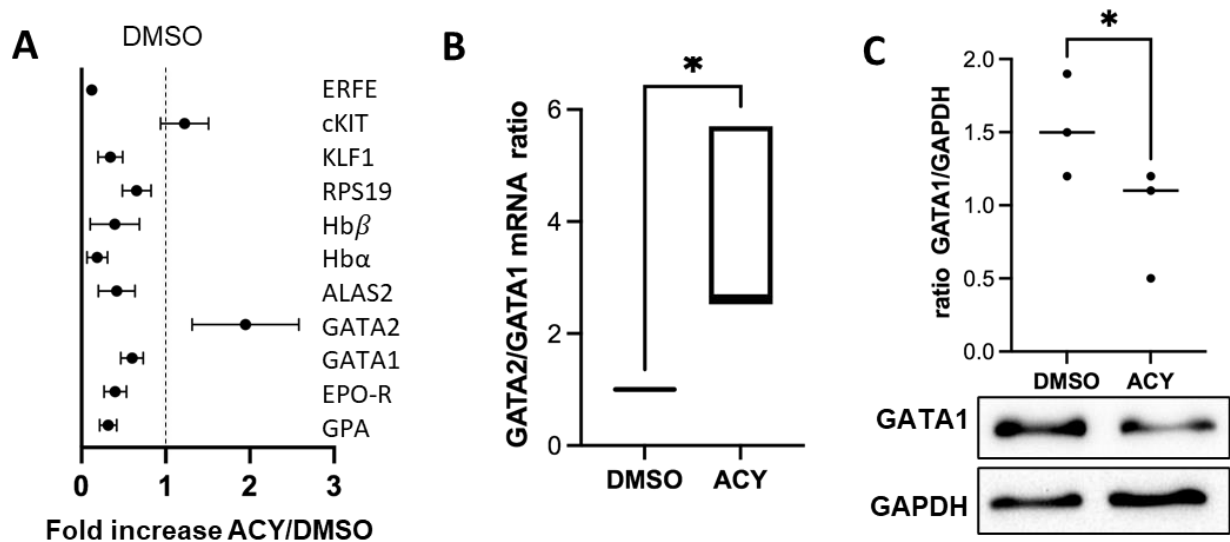 A
DMSO
ERFE
cKIT
KLF1
RPS19
Hbβ
Hbα
ALAS2
GATA2
GATA1
EPO-R
GPA
0 1 2 3
Fold increase ACY/DMSO
B
*
GATA2/GATA1 mRNA ratio
6
4
2
0
DMSO ACY
C
*
ratio GATA1/GAPDH
2.0
1.5
1.0
0.5
0.0
DMSO ACY
GATA1
GAPDH